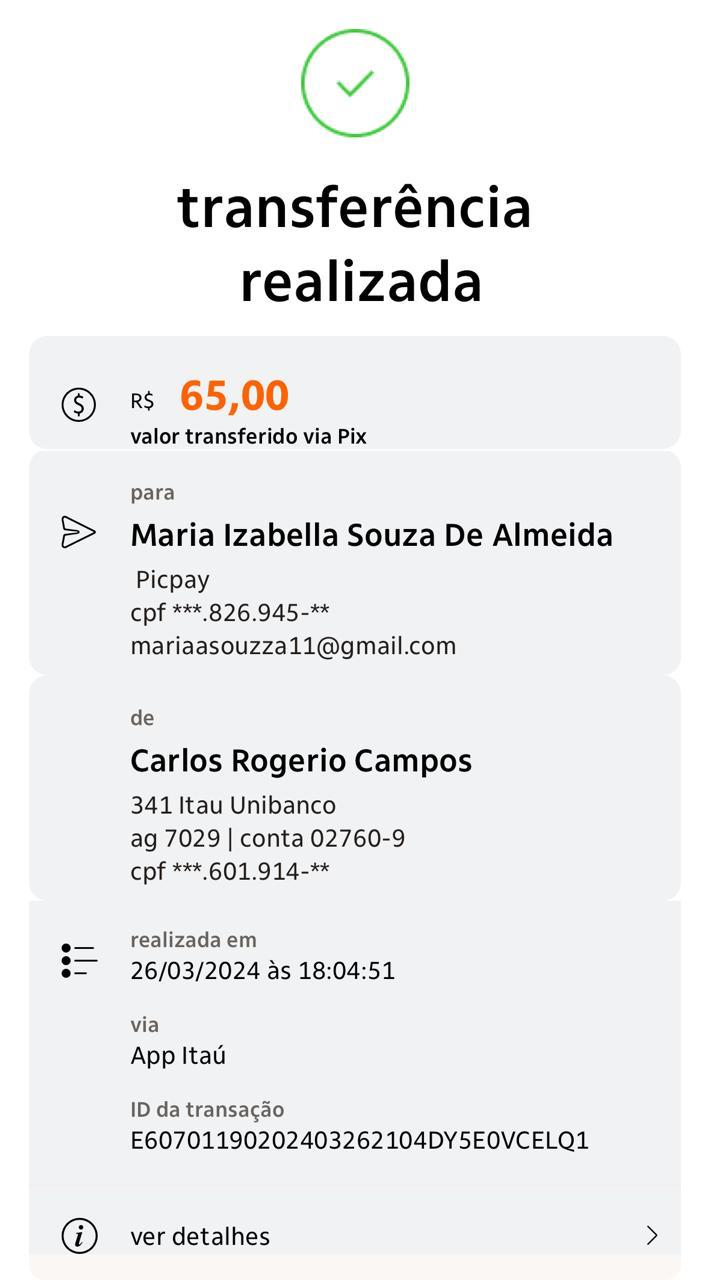 transferência
realizada
R$ 65,00
valor transferido via Pix
para
Maria Izabella Souza De Almeida
Picpay
cpf ***.826.945-**
mariaasouzza11@gmail.com
de
Carlos Rogerio Campos
341 Itau Unibanco
ag 7029 | conta 02760-9
cpf ***.601.914-**
realizada em
26/03/2024 às 18:04:51
via
App Itaú
ID da transação
E60701190202403262104DY5E0VCELQ1
ver detalhes